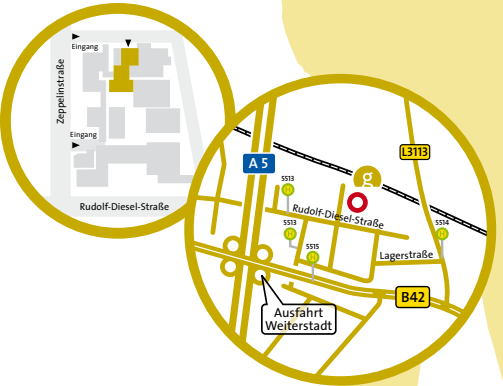 Eingang
Zeppelinstraße
Eingang
Rudolf-Diesel-Straße
A 5
L3113
g
5513
H
Rudolf-Diesel-Straße
5513
H
5514
H
5515
H
Lagerstraße
B42
Ausfahrt
Weiterstadt